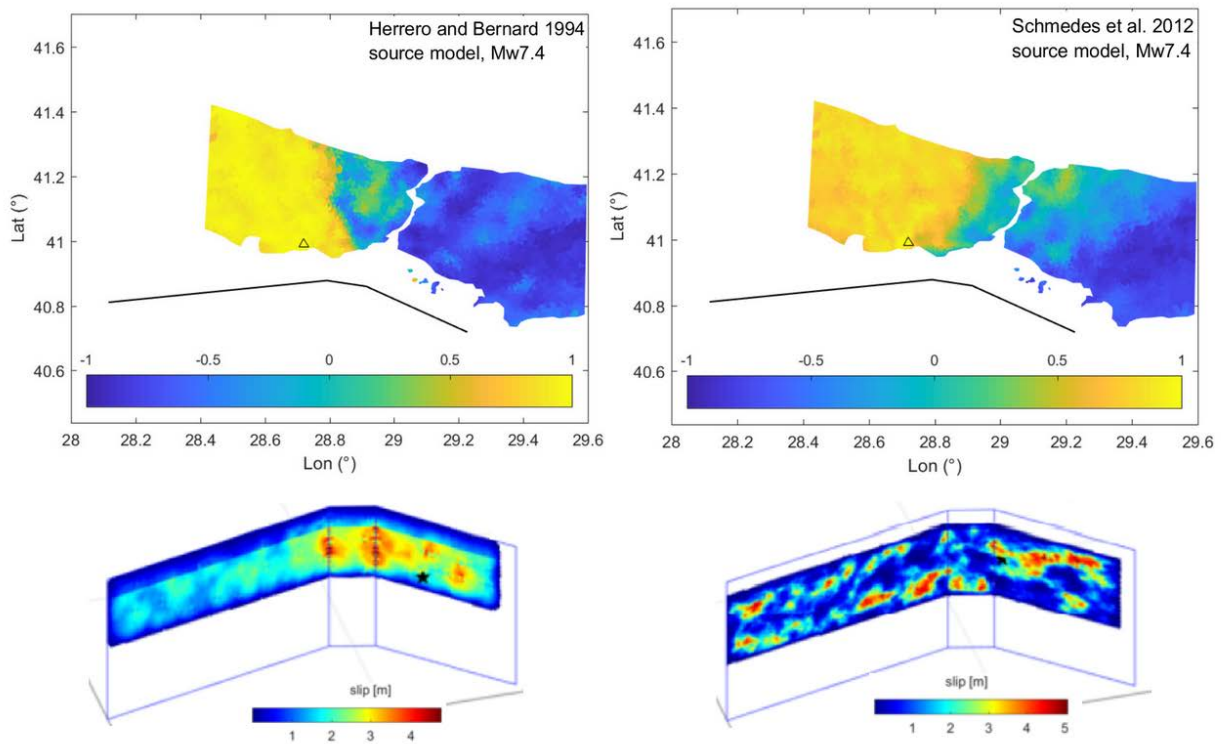 Herrero and Bernard 1994
source model, Mw7.4
41.6
41.4
41.2
41
40.8
40.6
Lat (°)
-1 -0.5 0 0.5 1
28 28.2 28.4 28.6 28.8 29 29.2 29.4 29.6
Lon (°)
Schmedes et al. 2012
source model, Mw7.4
41.6
41.4
41.2
41
40.8
40.6
Lat (°)
-1 -0.5 0 0.5 1
28 28.2 28.4 28.6 28.8 29 29.2 29.4 29.6
Lon (°)
slip [m]
1 2 3 4
slip [m]
1 2 3 4 5